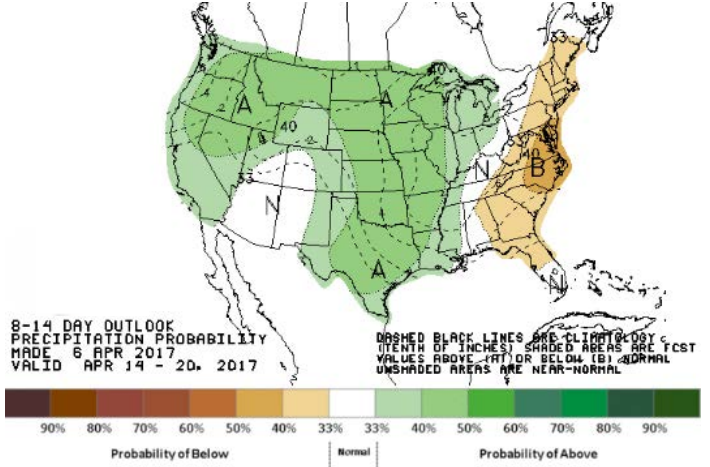 33
40
A
A
40
33
N
A
N
33
40
B
N
8-14 DAY OUTLOOK
PRECIPITATION PROBABILITY
MADE 6 APR 2017
VALID APR 14 - 20, 2017
DASHED BLACK LINES ARE CLIMATOLOGY
(TENTH OF INCHES) SHADED AREAS ARE FCST
VALUES ABOVE (A) OR BELOW (B) NORMAL
UNSHADED AREAS ARE NEAR-NORMAL
90% 80% 70% 60% 50% 40% 33% 33% 40% 50% 60% 70% 80% 90%
Probability of Below Normal Probability of Above